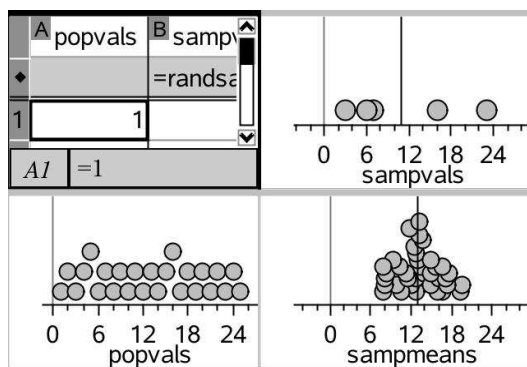 A popvals B sampv
◆ =randsa
1 1
A1 =1
0 6 12 18 24
sampvals
0 6 12 18 24
popvals
0 6 12 18 24
sampmeans